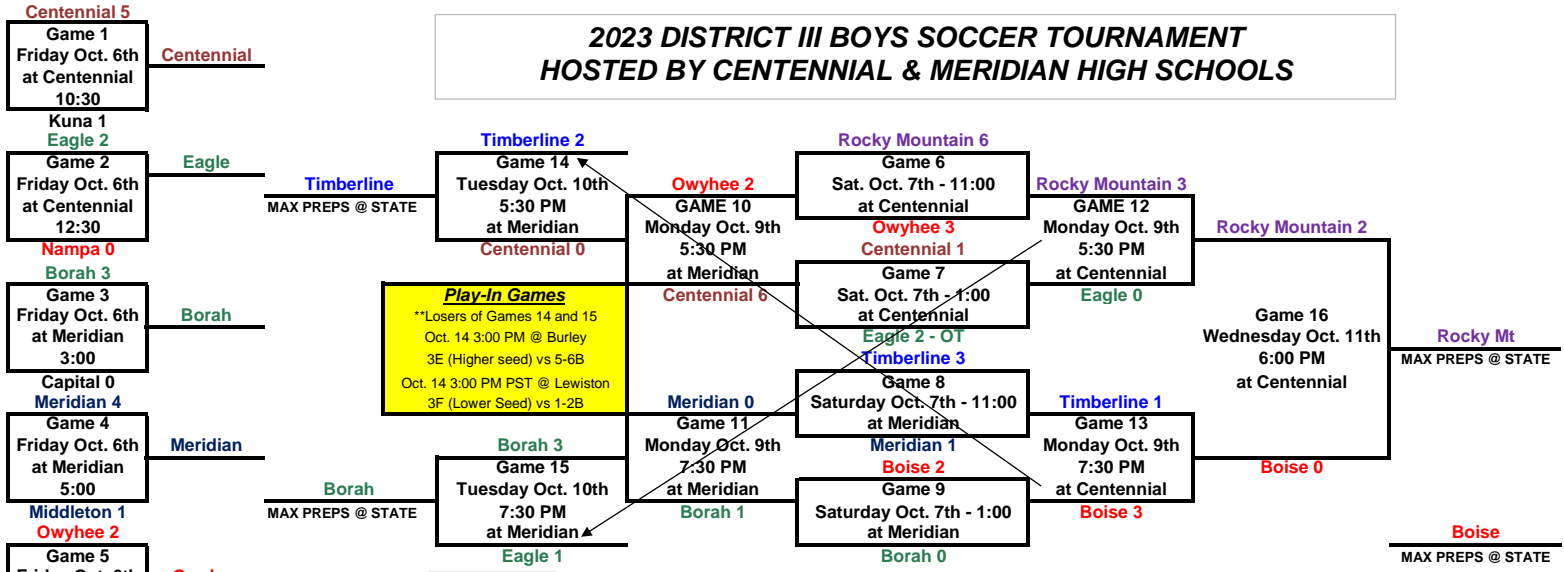 Centennial 5
Game 1
Friday Oct. 6th
at Centennial
10:30
Centennial
Kuna 1
2023 DISTRICT III BOYS SOCCER TOURNAMENT
HOSTED BY CENTENNIAL & MERIDIAN HIGH SCHOOLS
Eagle 2
Game 2
Friday Oct. 6th
at Centennial
12:30
Eagle
Nampa 0
Borah 3
Game 3
Friday Oct. 6th
at Meridian
3:00
Borah
Capital 0
Meridian 4
Game 4
Friday Oct. 6th
at Meridian
5:00
Meridian
Middleton 1
Owyhee 2
Game 5
Timberline
MAX PREPS @ STATE
Borah
MAX PREPS @ STATE
Timberline 2
Game 14
Tuesday Oct. 10th
5:30 PM
at Meridian
Centennial 0
Play-In Games
**Losers of Games 14 and 15
Oct. 14 3:00 PM @ Burley
3E (Higher seed) vs 5-6B
Oct. 14 3:00 PM PST @ Lewiston
3F (Lower Seed) vs 1-2B
Borah 3
Game 15
Tuesday Oct. 10th
7:30 PM
at Meridian
Eagle 1
Owyhee 2
GAME 10
Monday Oct. 9th
5:30 PM
at Meridian
Centennial 6
Meridian 0
Game 11
Monday Oct. 9th
7:30 PM
at Meridian
Borah 1
Rocky Mountain 6
Game 6
Sat. Oct. 7th - 11:00
at Centennial
Owyhee 3
Centennial 1
Game 7
Sat. Oct. 7th - 1:00
at Centennial
Eagle 2 - OT
Timberline 3
Game 8
Saturday Oct. 7th - 11:00
at Meridian
Meridian 1
Boise 2
Game 9
Saturday Oct. 7th - 1:00
at Meridian
Borah 0
Rocky Mountain 3
GAME 12
Monday Oct. 9th
5:30 PM
at Centennial
Eagle 0
Timberline 1
Game 13
Monday Oct. 9th
7:30 PM
at Centennial
Boise 3
Rocky Mountain 2
Game 16
Wednesday Oct. 11th
6:00 PM
at Centennial
Boise 0
Rocky Mt
MAX PREPS @ STATE
Boise
MAX PREPS @ STATE